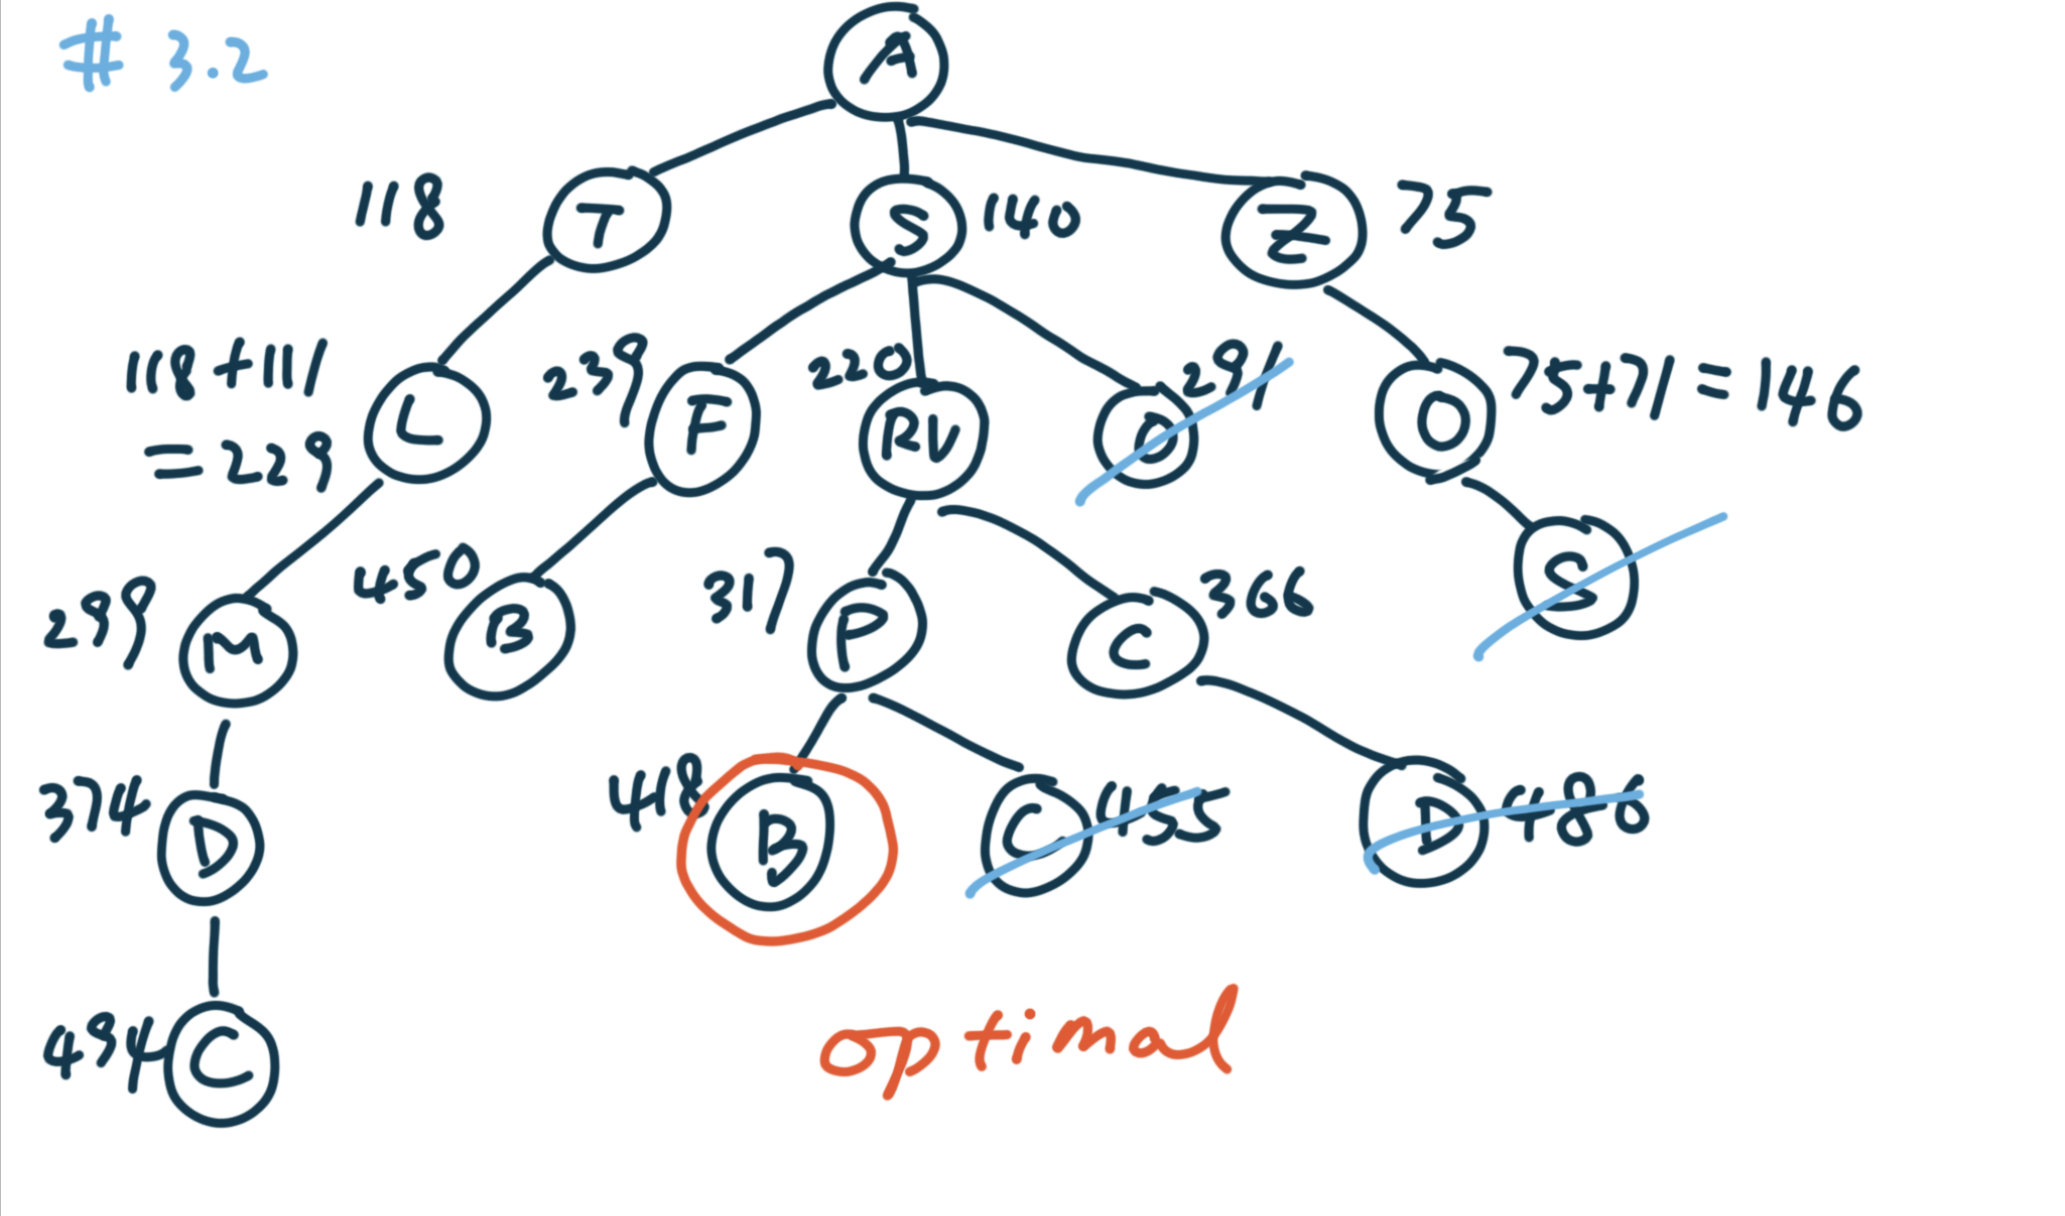 # 3.2
A
118
T
S
140
Z
75
118+111
=229
L
239
F
220
RV
O
291
O
75+71=146
299
M
450
B
317
P
C
366
S
374
D
418
B
C
455
D
486
494
C
optimal